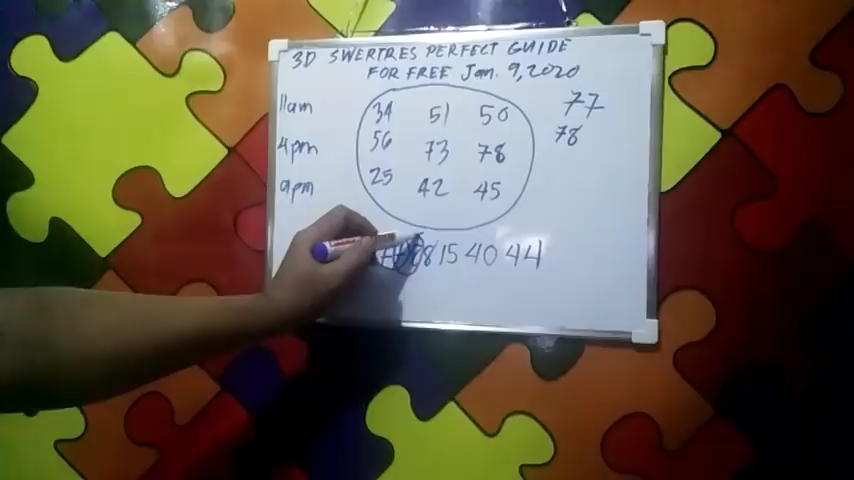 3D SWERTRES PERFECT GUIDE
FOR FREE Jan. 9, 2020
11am 34 51 50 77
4pm 56 73 78 78
9pm 25 42 45
15 40 44